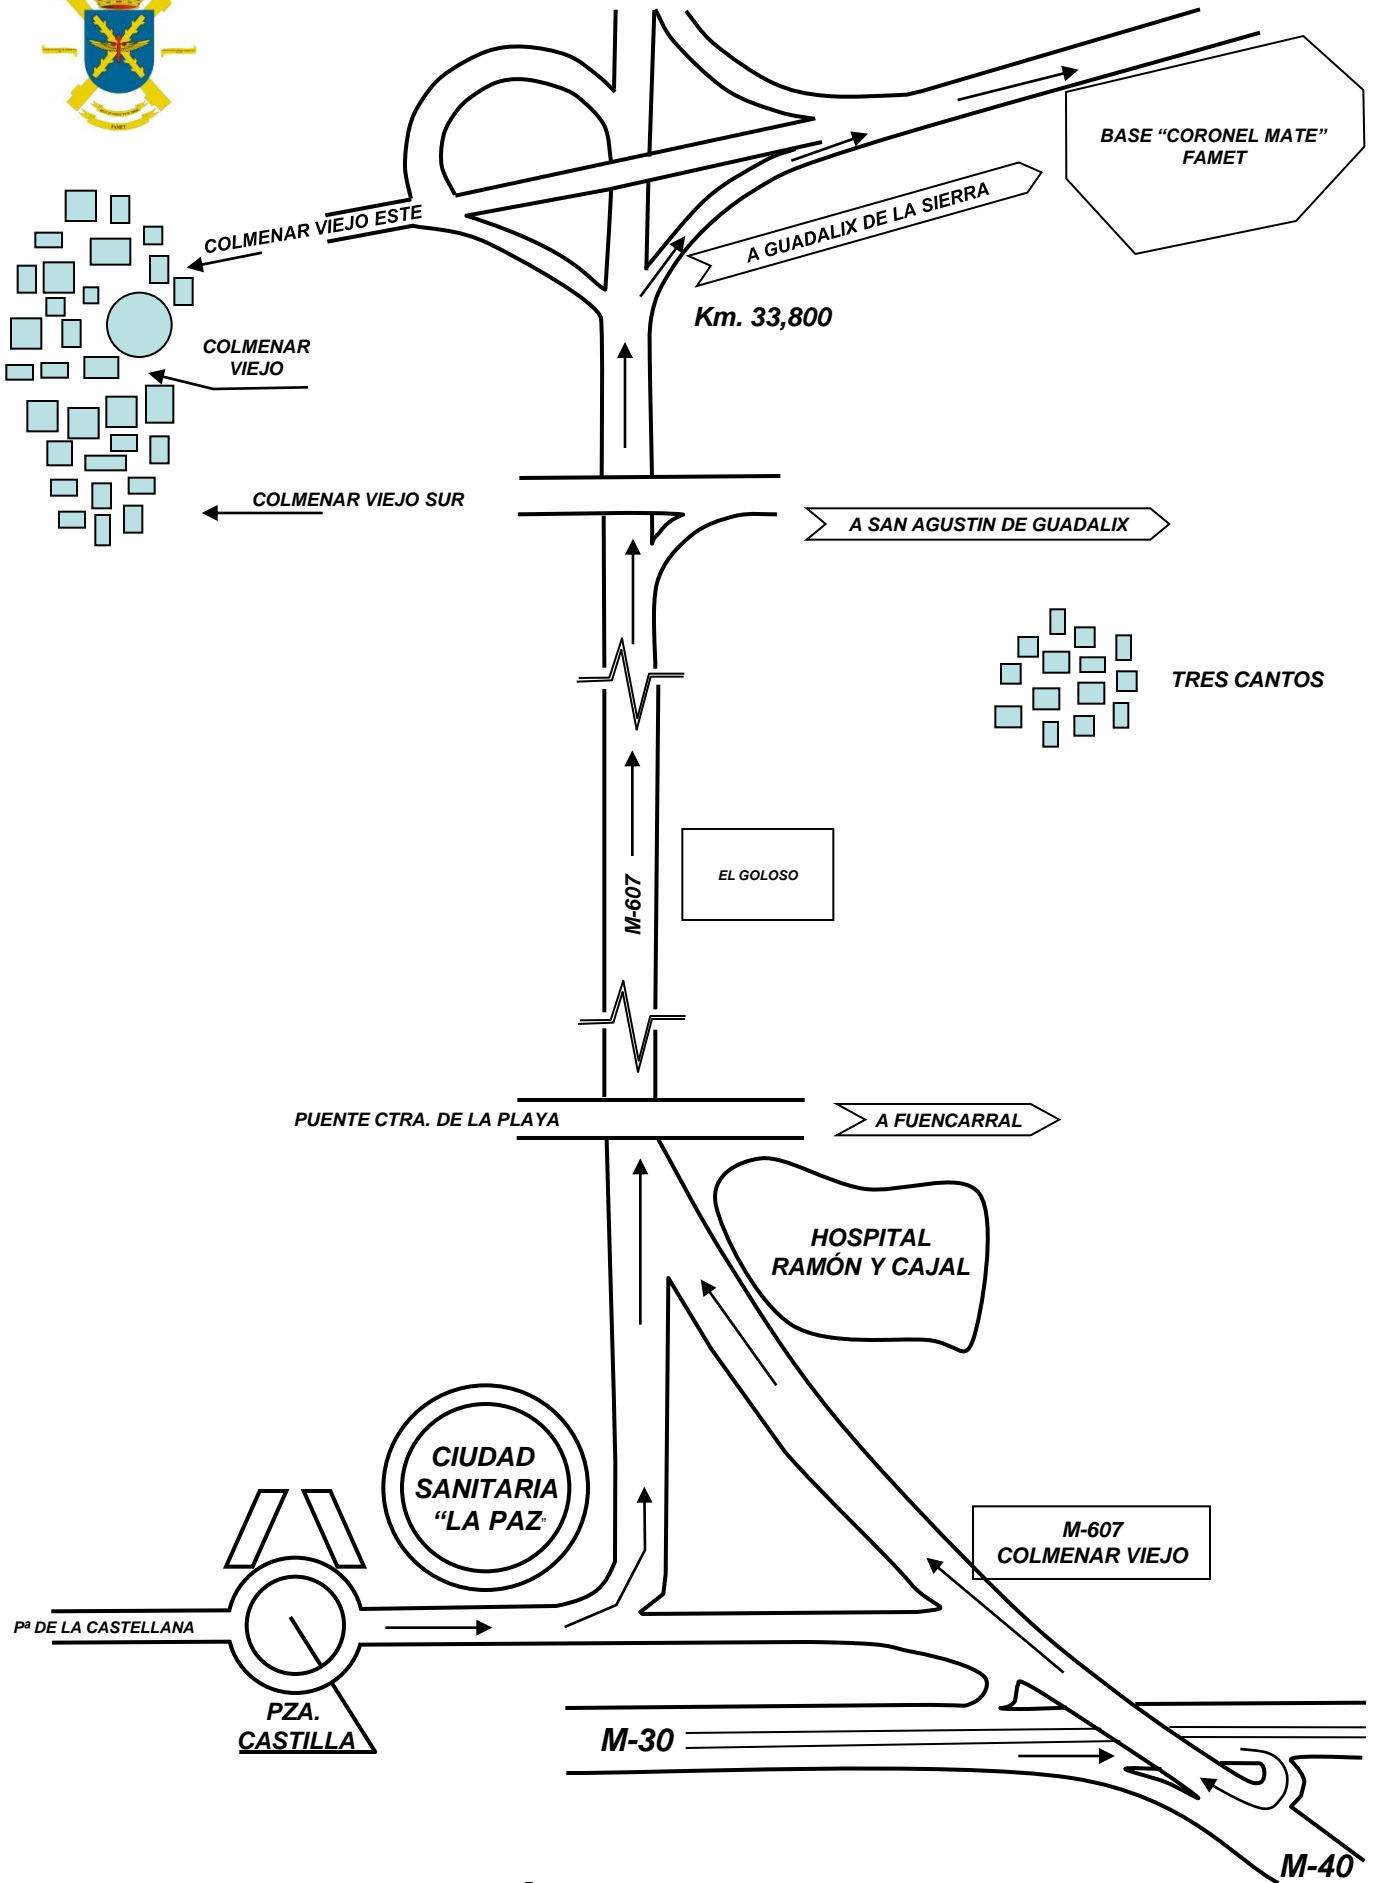 FAMET
BASE “CORONEL MATE”
FAMET
COLMENAR VIEJO ESTE
A GUADALIX DE LA SIERRA
Km. 33,800
COLMENAR
VIEJO
COLMENAR VIEJO SUR
A SAN AGUSTIN DE GUADALIX
TRES CANTOS
EL GOLOSO
M-607
PUENTE CTRA. DE LA PLAYA
A FUENCARRAL
HOSPITAL
RAMÓN Y CAJAL
CIUDAD
SANITARIA
“LA PAZ”
M-607
COLMENAR VIEJO
Pª DE LA CASTELLANA
PZA.
CASTILLA
M-30
M-40